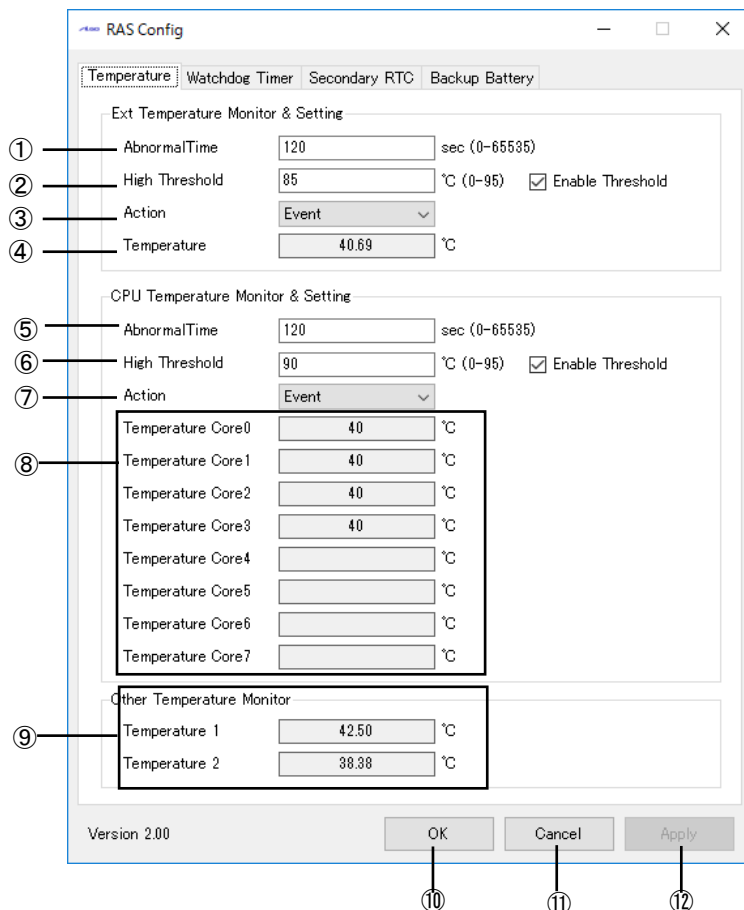 RAS Config
Temperature Watchdog Timer Secondary RTC Backup Battery
Ext Temperature Monitor & Setting
① AbnormalTime 120 sec (0-65535)
② High Threshold 85 ℃ (0-95) Enable Threshold
③ Action Event
④ Temperature 40.69 ℃
CPU Temperature Monitor & Setting
⑤ AbnormalTime 120 sec (0-65535)
⑥ High Threshold 90 ℃ (0-95) Enable Threshold
⑦ Action Event
Temperature Core0 40 ℃
⑧ Temperature Core1 40 ℃
Temperature Core2 40 ℃
Temperature Core3 40 ℃
Temperature Core4 ℃
Temperature Core5 ℃
Temperature Core6 ℃
Temperature Core7 ℃
Other Temperature Monitor
⑨ Temperature 1 42.50 ℃
Temperature 2 38.38 ℃
Version 2.00 OK Cancel Apply
⑩ ⑪ ⑫